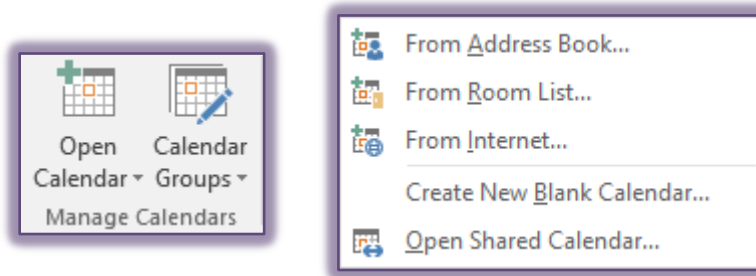 Open Calendar
Calendar Groups
Manage Calendars
From Address Book...
From Room List...
From Internet...
Create New Blank Calendar...
Open Shared Calendar...